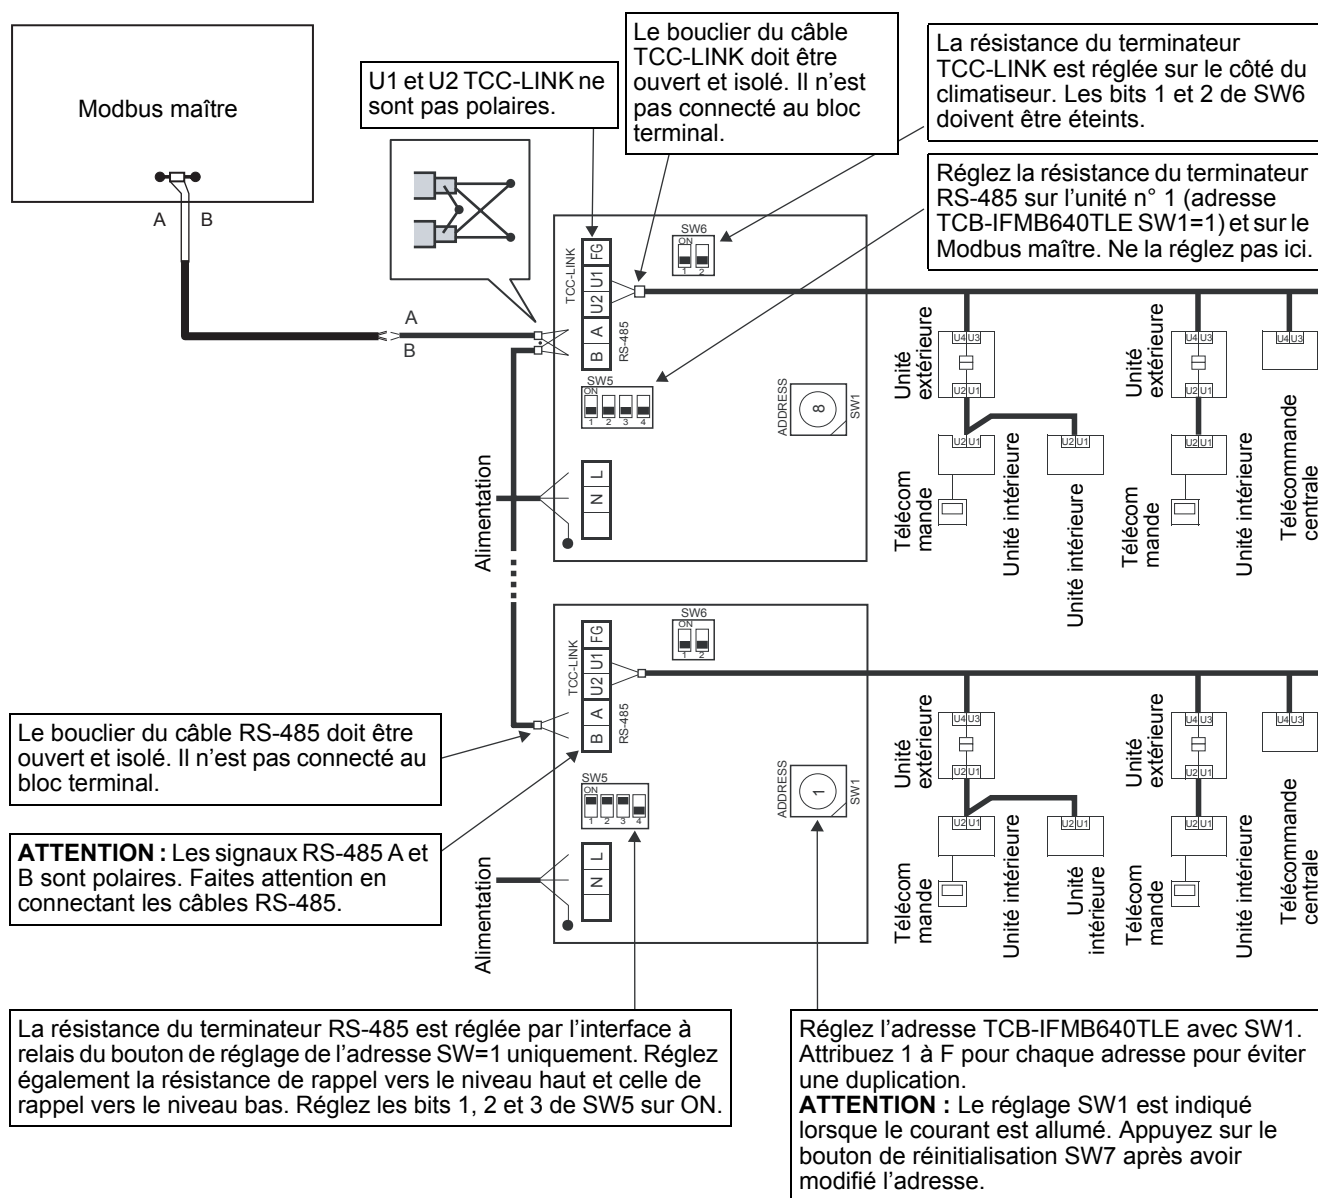 Modbus maître
A
B
U1 et U2 TCC-LINK ne
sont pas polaires.
Le bouclier du câble
TCC-LINK doit être
ouvert et isolé. Il n’est
pas connecté au bloc
terminal.
La résistance du terminateur
TCC-LINK est réglée sur le côté du
climatiseur. Les bits 1 et 2 de SW6
doivent être éteints.
Réglez la résistance du terminateur
RS-485 sur l’unité n° 1 (adresse
TCB-IFMB640TLE SW1=1) et sur le
Modbus maître. Ne la réglez pas ici.
A
B
TCC-LINK
FG
U1
U2
A
B
RS-485
SW6
ON
1 2
SW5
ON
1 2 3 4
ADDRESS
8
SW1
L
N
Alimentation
Unité
extérieure
U4 U3
U2 U1
U2 U1
U2 U1
Télécom
mande
Unité intérieure
Unité intérieure
Unité
extérieure
U4 U3
U2 U1
U2 U1
Télécom
mande
Unité intérieure
U4 U3
Télécommande
centrale
TCC-LINK
FG
U1
U2
A
B
RS-485
SW6
ON
1 2
SW5
ON
1 2 3 4
ADDRESS
1
SW1
L
N
Alimentation
Unité
extérieure
U4 U3
U2 U1
U2 U1
U2 U1
Télécom
mande
Unité intérieure
Unité
intérieure
Unité
extérieure
U4 U3
U2 U1
U2 U1
Télécom
mande
Unité intérieure
U4 U3
Télécommande
centrale
Le bouclier du câble RS-485 doit être
ouvert et isolé. Il n’est pas connecté au
bloc terminal.
ATTENTION : Les signaux RS-485 A et
B sont polaires. Faites attention en
connectant les câbles RS-485.
La résistance du terminateur RS-485 est réglée par l’interface à
relais du bouton de réglage de l’adresse SW=1 uniquement. Réglez
également la résistance de rappel vers le niveau haut et celle de
rappel vers le niveau bas. Réglez les bits 1, 2 et 3 de SW5 sur ON.
Réglez l’adresse TCB-IFMB640TLE avec SW1.
Attribuez 1 à F pour chaque adresse pour éviter
une duplication.
ATTENTION : Le réglage SW1 est indiqué
lorsque le courant est allumé. Appuyez sur le
bouton de réinitialisation SW7 après avoir
modifié l’adresse.